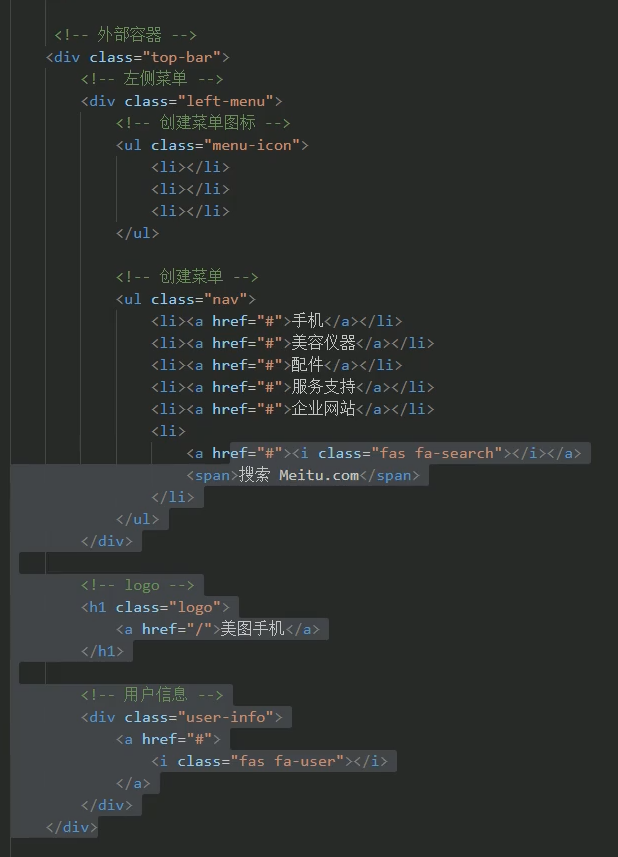 <!-- 外部容器 -->
<div class="top-bar">
<!-- 左侧菜单 -->
<div class="left-menu">
<!-- 创建菜单图标 -->
<ul class="menu-icon">
<li></li>
<li></li>
<li></li>
</ul>
<!-- 创建菜单 -->
<ul class="nav">
<li><a href="#">手机</a></li>
<li><a href="#">美容仪器</a></li>
<li><a href="#">配件</a></li>
<li><a href="#">服务支持</a></li>
<li><a href="#">企业网站</a></li>
<li>
<a href="#"><i class="fas fa-search"></i></a>
<span>搜索 Meitu.com</span>
</li>
</ul>
</div>
<!-- logo -->
<h1 class="logo">
<a href="/">美图手机</a>
</h1>
<!-- 用户信息 -->
<div class="user-info">
<a href="#">
<i class="fas fa-user"></i>
</a>
</div>
</div>